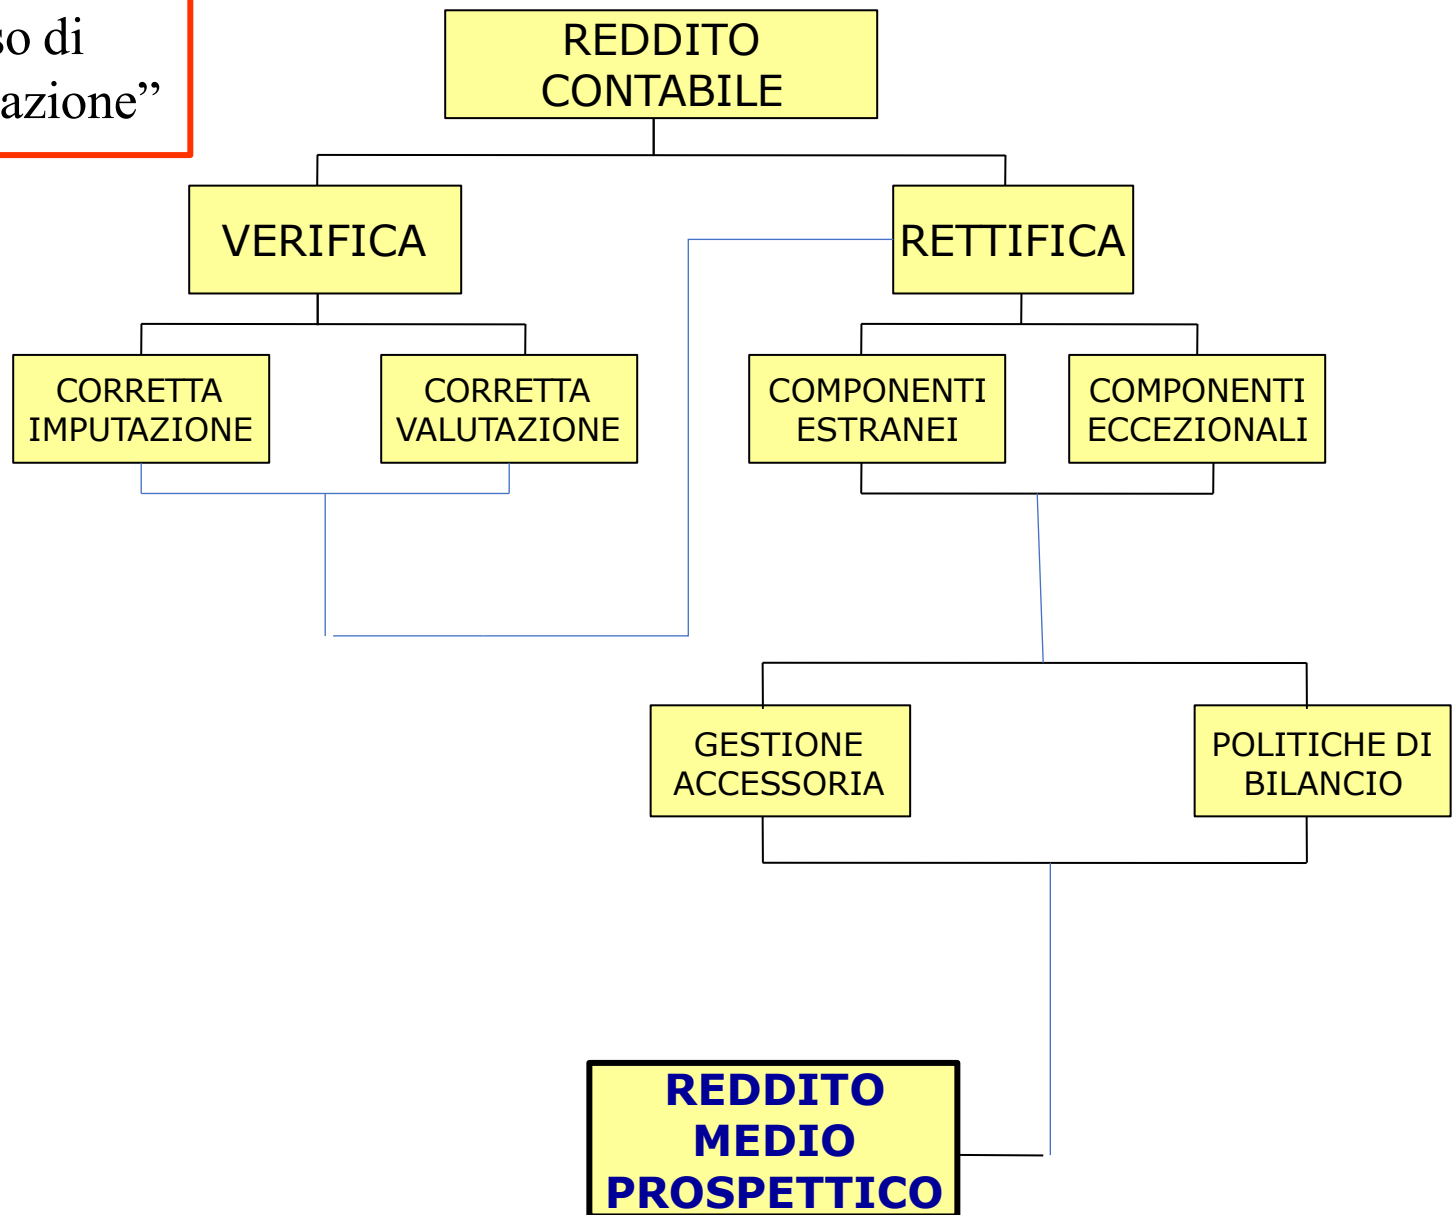 so di
azione”
REDDITO
CONTABILE
VERIFICA
RETTIFICA
CORRETTA
IMPUTAZIONE
CORRETTA
VALUTAZIONE
COMPONENTI
ESTRANEI
COMPONENTI
ECCEZIONALI
GESTIONE
ACCESSORIA
POLITICHE DI
BILANCIO
REDDITO
MEDIO
PROSPETTICO